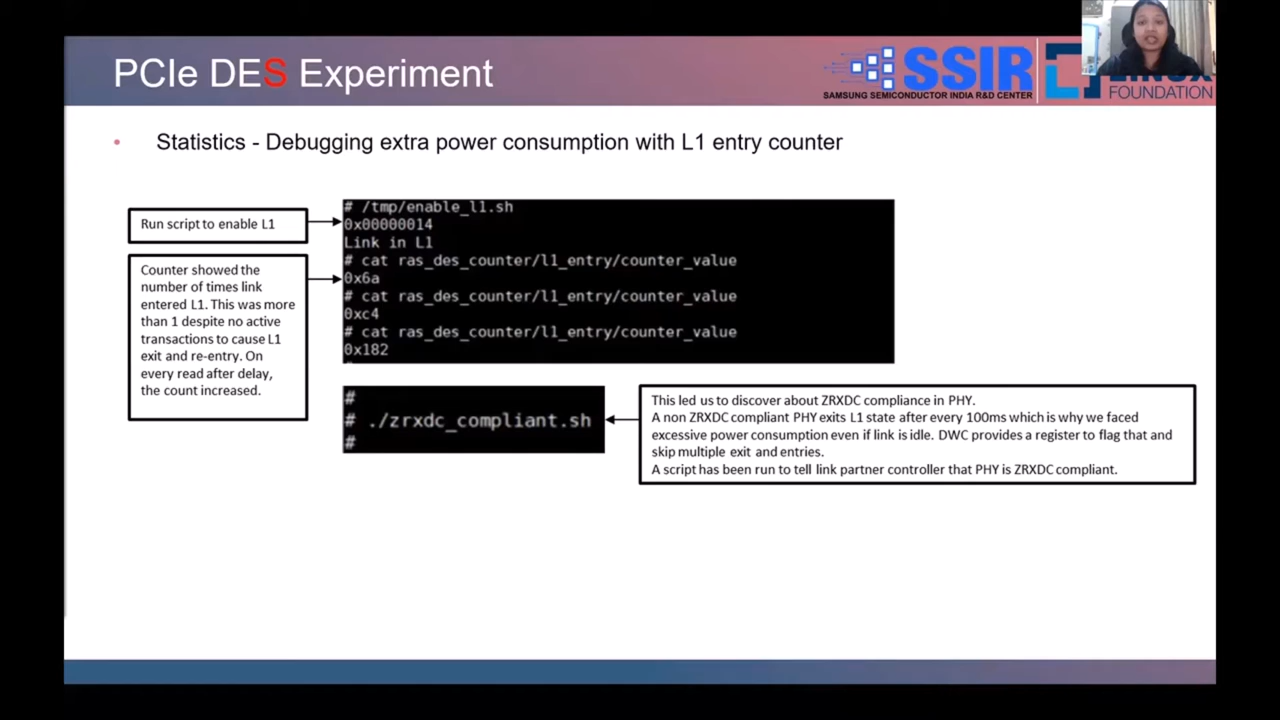 PCIe DES Experiment
SSIR
SAMSUNG SEMICONDUCTOR INDIA R&D CENTER
FOUNDATION
• Statistics - Debugging extra power consumption with L1 entry counter
Run script to enable L1
# /tmp/enable_l1.sh
0x00000014
Link in L1
# cat ras_des_counter/l1_entry/counter_value
0x6a
# cat ras_des_counter/l1_entry/counter_value
0xc4
# cat ras_des_counter/l1_entry/counter_value
0x182
Counter showed the
number of times link
entered L1. This was more
than 1 despite no active
transactions to cause L1
exit and re-entry. On
every read after delay,
the count increased.
#
# ./zrxdc_compliant.sh
#
This led us to discover about ZRXDC compliance in PHY.
A non ZRXDC compliant PHY exits L1 state after every 100ms which is why we faced
excessive power consumption even if link is idle. DWC provides a register to flag that and
skip multiple exit and entries.
A script has been run to tell link partner controller that PHY is ZRXDC compliant.